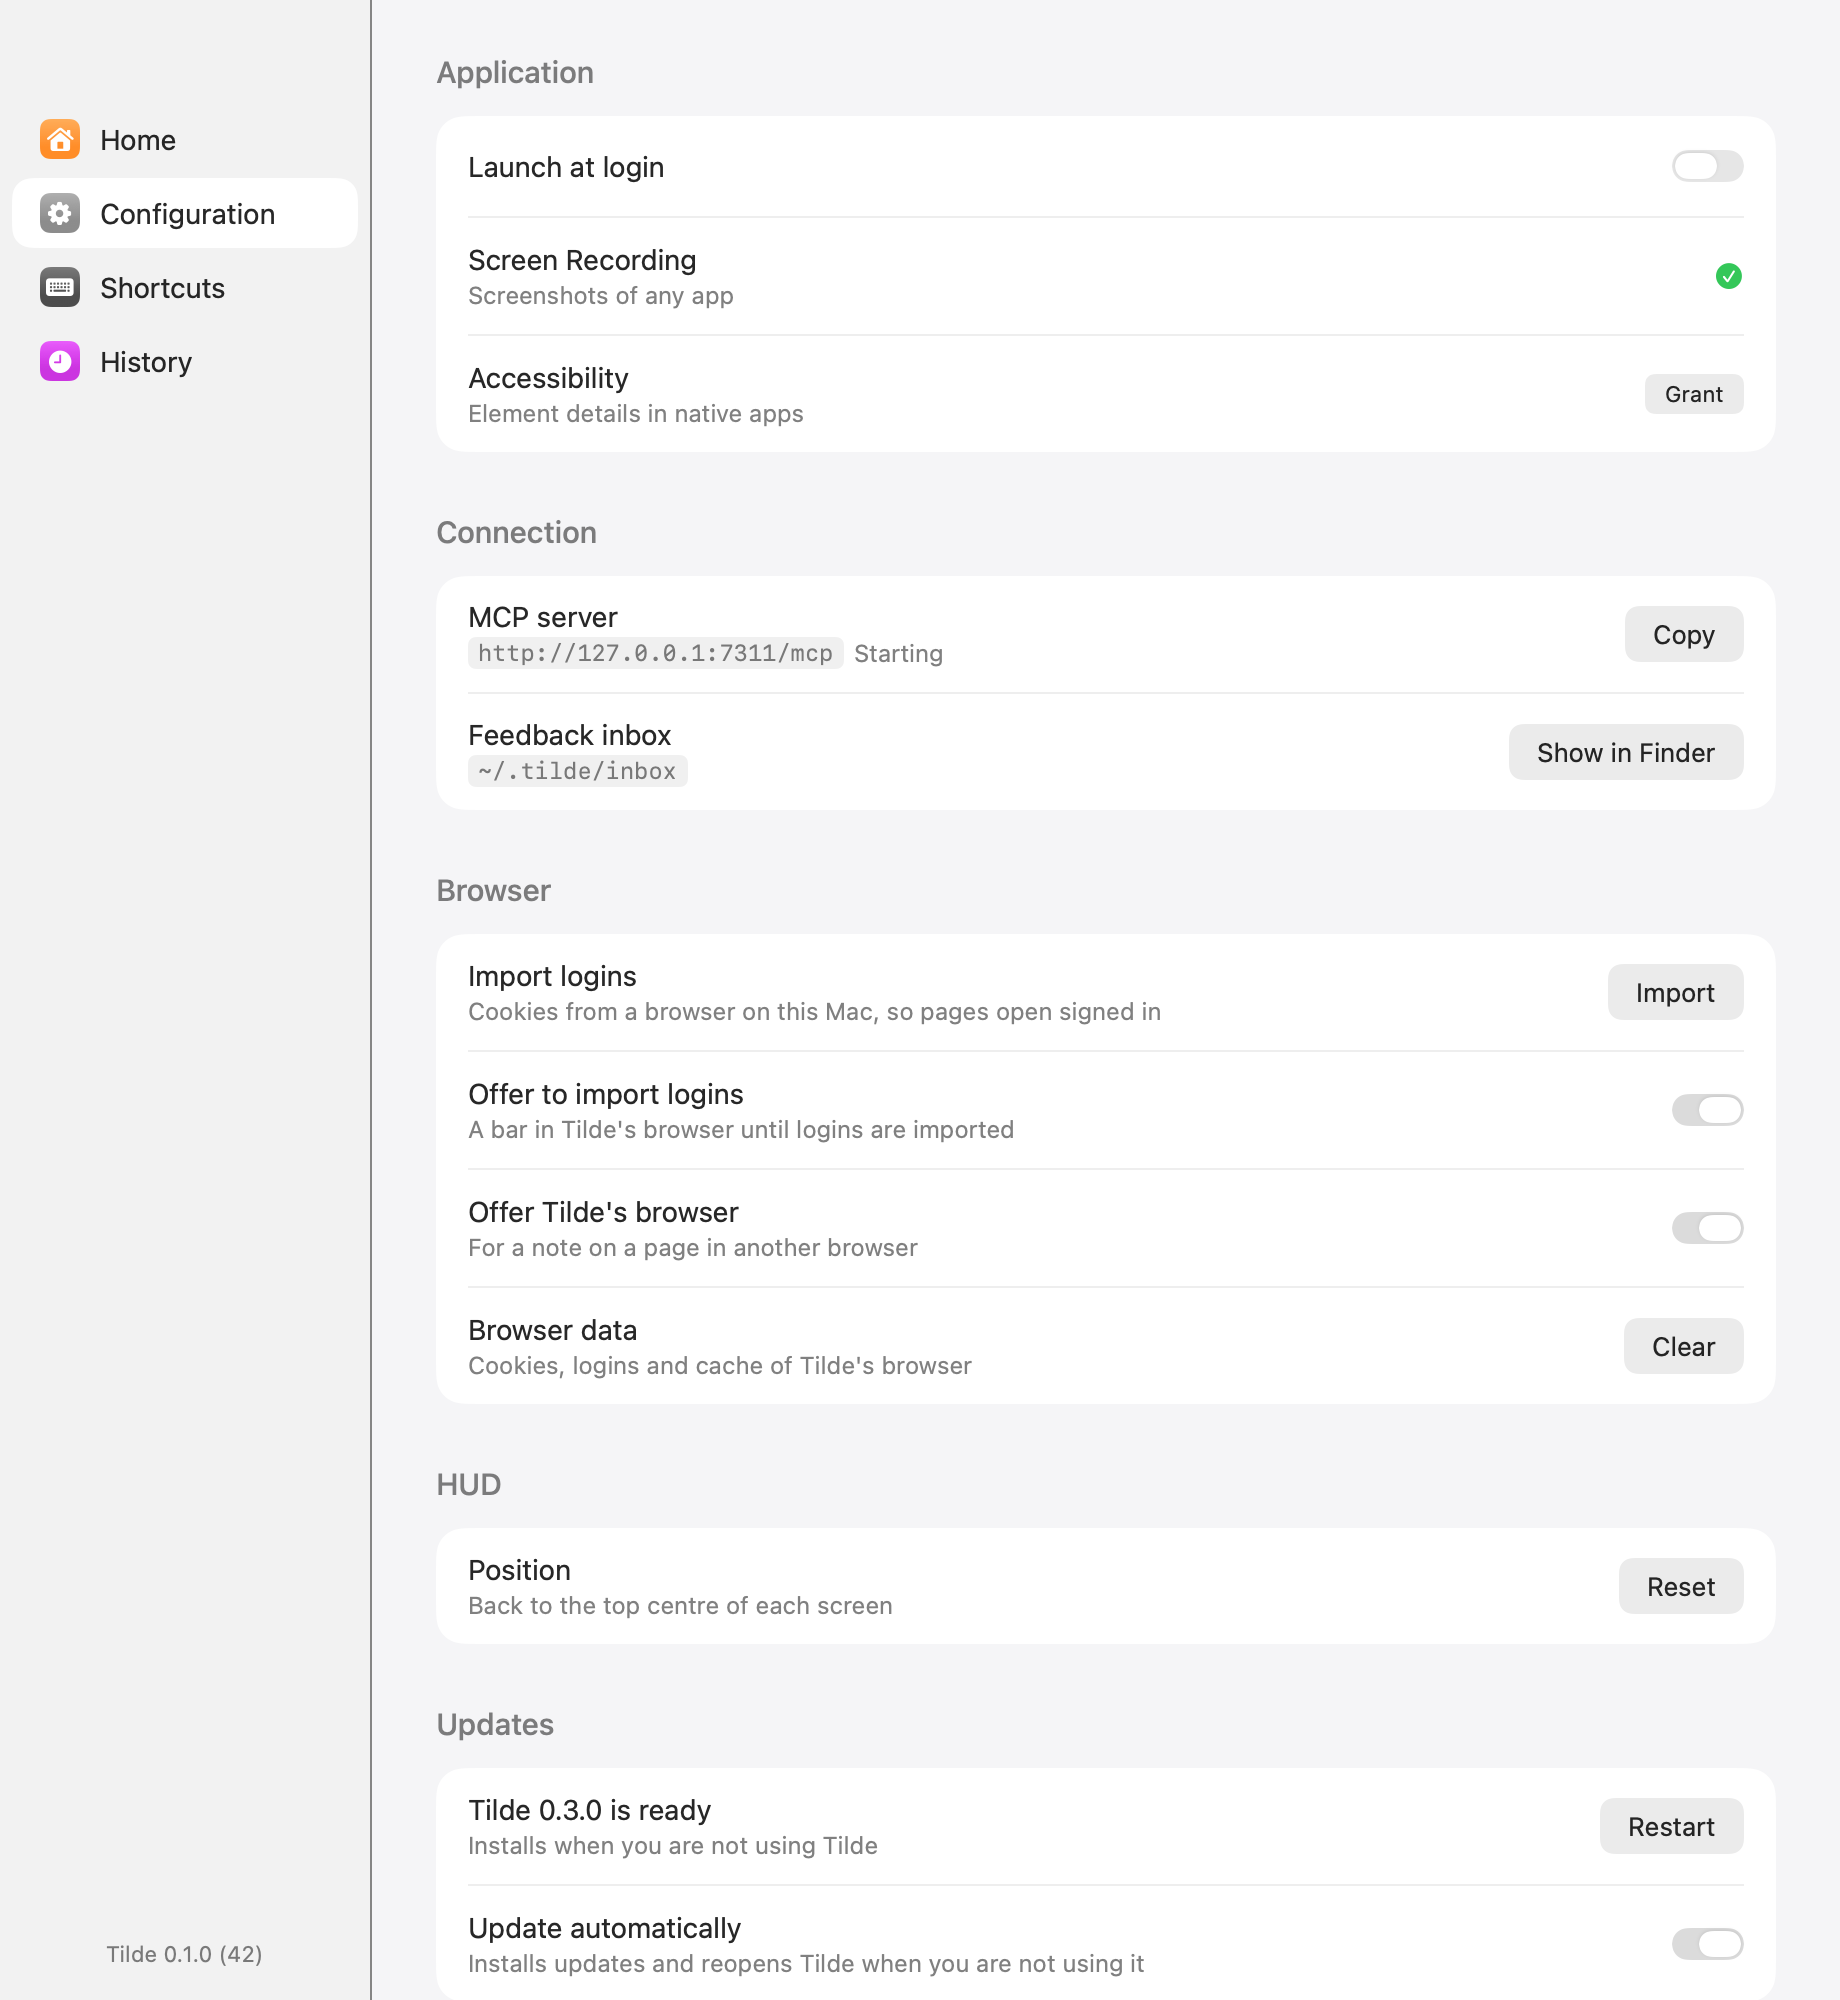 Home
Configuration
Shortcuts
History
Tilde 0.1.0 (42)
Application
Launch at login
Screen Recording
Screenshots of any app
Accessibility
Element details in native apps
Grant
Connection
MCP server
http://127.0.0.1:7311/mcp Starting
Copy
Feedback inbox
~/.tilde/inbox
Show in Finder
Browser
Import logins
Cookies from a browser on this Mac, so pages open signed in
Import
Offer to import logins
A bar in Tilde's browser until logins are imported
Offer Tilde's browser
For a note on a page in another browser
Browser data
Cookies, logins and cache of Tilde's browser
Clear
HUD
Position
Back to the top centre of each screen
Reset
Updates
Tilde 0.3.0 is ready
Installs when you are not using Tilde
Restart
Update automatically
Installs updates and reopens Tilde when you are not using it